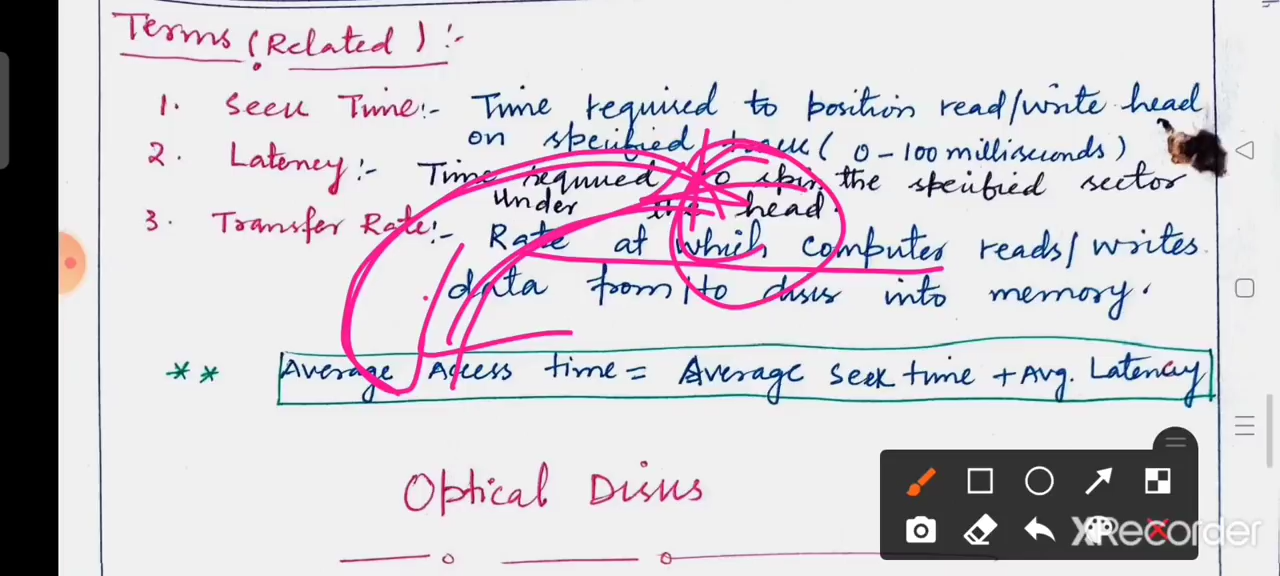 Terms (Related) :-
1. Seek Time:- Time required to position read/write head
on specified track ( 0-100 milliseconds)
2. Latency:- Time required to spin the specified sector
under the head.
3. Transfer Rate:- Rate at which computer reads/writes
data from/to disks into memory.
** Average Access time = Average seek time + Avg. Latency
Optical Disks
XRecorder